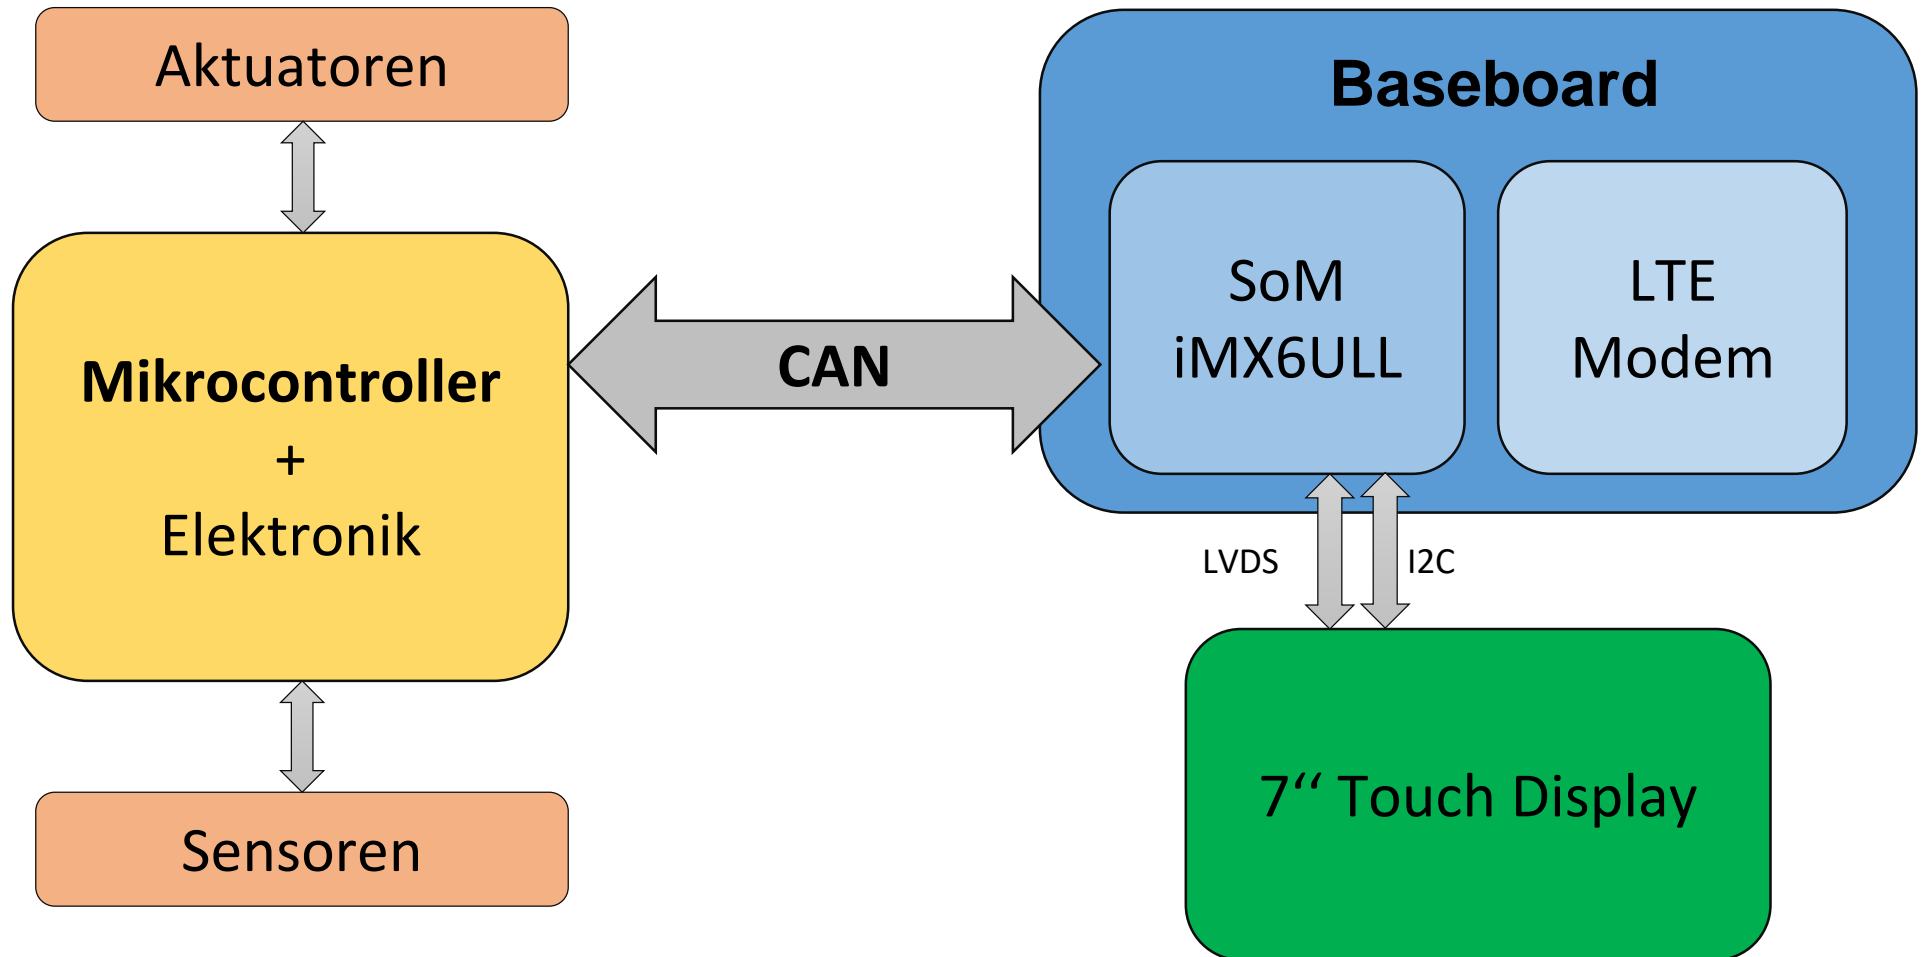 Aktuatoren
Mikrocontroller
+
Elektronik
Sensoren
CAN
Baseboard
SoM
iMX6ULL
LTE
Modem
LVDS
I2C
7“ Touch Display